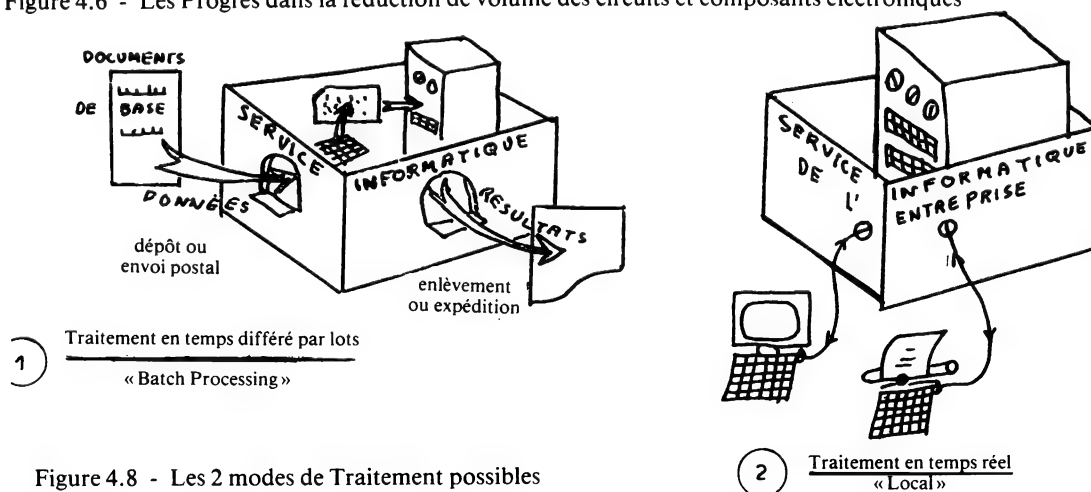 Figure 4.6 - Les Progrès dans la réduction de volume des circuits et composants électroniques
DOCUMENTS
DE BASE
DONNÈES
dépôt ou
envoi postal
SERVICE
INFORMATIQUE
RESULTATS
enlèvement
ou expédition
1
Traitement en temps différé par lots
« Batch Processing »
SERVICE
DE L'
INFORMATIQUE
ENTREPRISE
2
Traitement en temps réel
« Local »
Figure 4.8 - Les 2 modes de Traitement possibles